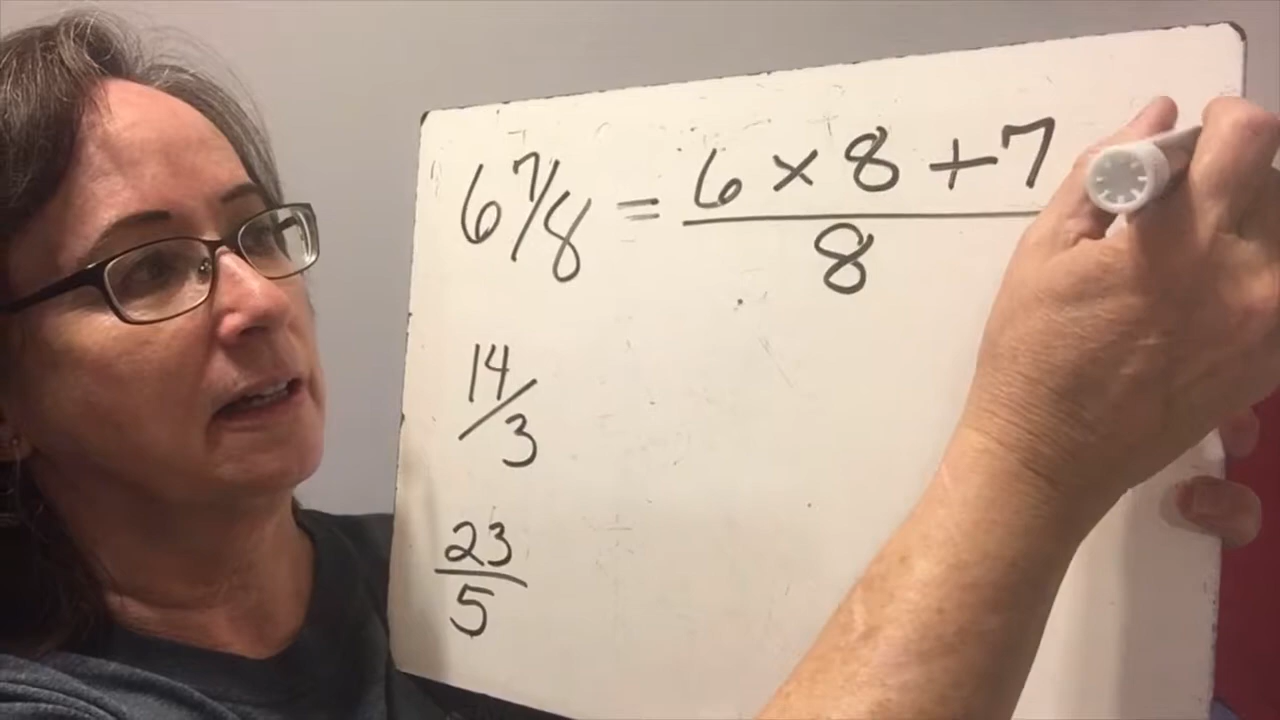 6 7/8 = 6 × 8 + 7
8
14/3
23
5